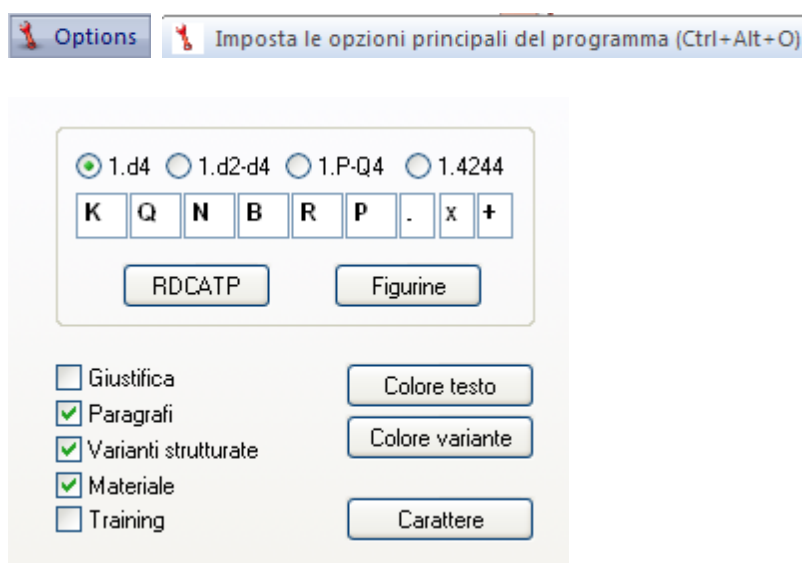 Options Imposta le opzioni principali del programma (Ctrl+Alt+O)
1.d4 1.d2-d4 1.P-Q4 1.4244
K Q N B R P . x +
RDCATP Figurine
Giustifica Colore testo
Paragrafi
Varianti strutturate Colore variante
Materiale
Training Carattere